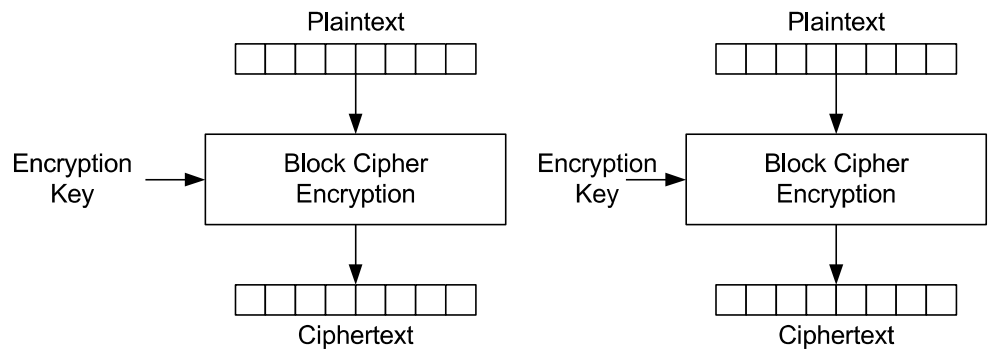 Plaintext
Plaintext
Encryption
Key
Block Cipher
Encryption
Encryption
Key
Block Cipher
Encryption
Ciphertext
Ciphertext